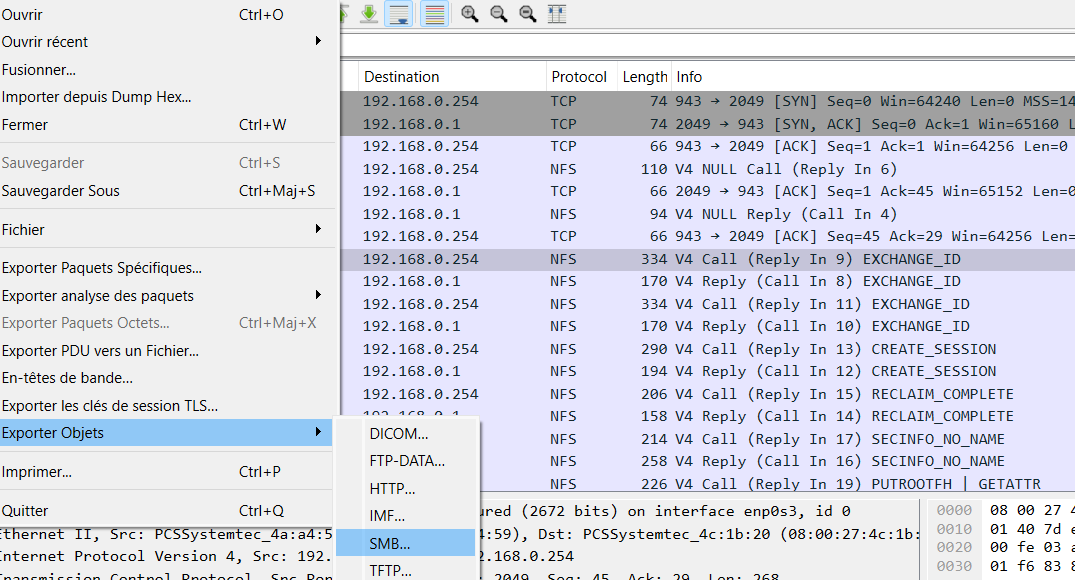 Ouvrir Ctrl+O
Ouvrir récent
Fusionner...
Importer depuis Dump Hex...
Fermer Ctrl+W
Sauvegarder Ctrl+S
Sauvegarder Sous Ctrl+Maj+S
Fichier
Exporter Paquets Spécifiques...
Exporter analyse des paquets
Exporter Paquets Octets... Ctrl+Maj+X
Exporter PDU vers un Fichier...
En-têtes de bande...
Exporter les clés de session TLS...
Exporter Objets
Imprimer... Ctrl+P
Quitter Ctrl+Q
DICOM...
FTP-DATA...
HTTP...
IMF...
SMB...
TFTP...
Destination Protocol Length Info
192.168.0.254 TCP 74 943 → 2049 [SYN] Seq=0 Win=64240 Len=0 MSS=14
192.168.0.1 TCP 74 2049 → 943 [SYN, ACK] Seq=0 Ack=1 Win=65160 L
192.168.0.254 TCP 66 943 → 2049 [ACK] Seq=1 Ack=1 Win=64256 Len=0
192.168.0.254 NFS 110 V4 NULL Call (Reply In 6)
192.168.0.1 TCP 66 2049 → 943 [ACK] Seq=1 Ack=45 Win=65152 Len=0
192.168.0.1 NFS 94 V4 NULL Reply (Call In 4)
192.168.0.254 TCP 66 943 → 2049 [ACK] Seq=45 Ack=29 Win=64256 Len=
192.168.0.254 NFS 334 V4 Call (Reply In 9) EXCHANGE_ID
192.168.0.1 NFS 170 V4 Reply (Call In 8) EXCHANGE_ID
192.168.0.254 NFS 334 V4 Call (Reply In 11) EXCHANGE_ID
192.168.0.1 NFS 170 V4 Reply (Call In 10) EXCHANGE_ID
192.168.0.254 NFS 290 V4 Call (Reply In 13) CREATE_SESSION
192.168.0.1 NFS 194 V4 Reply (Call In 12) CREATE_SESSION
192.168.0.254 NFS 206 V4 Call (Reply In 15) RECLAIM_COMPLETE
192.168.0.1 NFS 158 V4 Reply (Call In 14) RECLAIM_COMPLETE
NFS 214 V4 Call (Reply In 17) SECINFO_NO_NAME
NFS 258 V4 Reply (Call In 16) SECINFO_NO_NAME
NFS 226 V4 Call (Reply In 19) PUTROOTFH | GETATTR
ured (2672 bits) on interface enp0s3, id 0
Ethernet II, Src: PCSSystemtec_4a:a4:5 4:59), Dst: PCSSystemtec_4c:1b:20 (08:00:27:4c:1b:
Internet Protocol Version 4, Src: 192. 2.168.0.254
Transmission Control Protocol, Src Por 2049, Seq: 45, Ack: 29, Len: 268
0000 08 00 27 4
0010 01 40 7d e
0020 00 fe 03 a
0030 01 f6 83 8